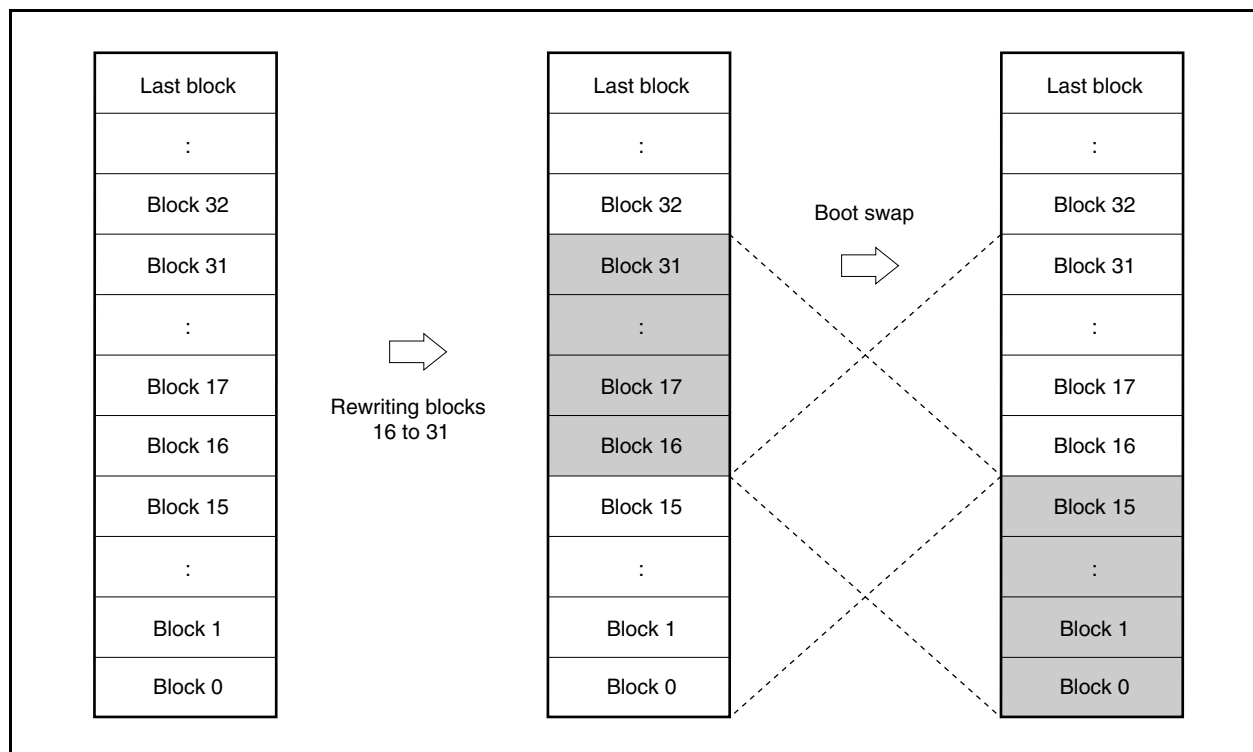 Last block
:
Block 32
Block 31
:
Block 17
Block 16
Block 15
:
Block 1
Block 0
Rewriting blocks
16 to 31
Last block
:
Block 32
Block 31
:
Block 17
Block 16
Block 15
:
Block 1
Block 0
Boot swap
Last block
:
Block 32
Block 31
:
Block 17
Block 16
Block 15
:
Block 1
Block 0